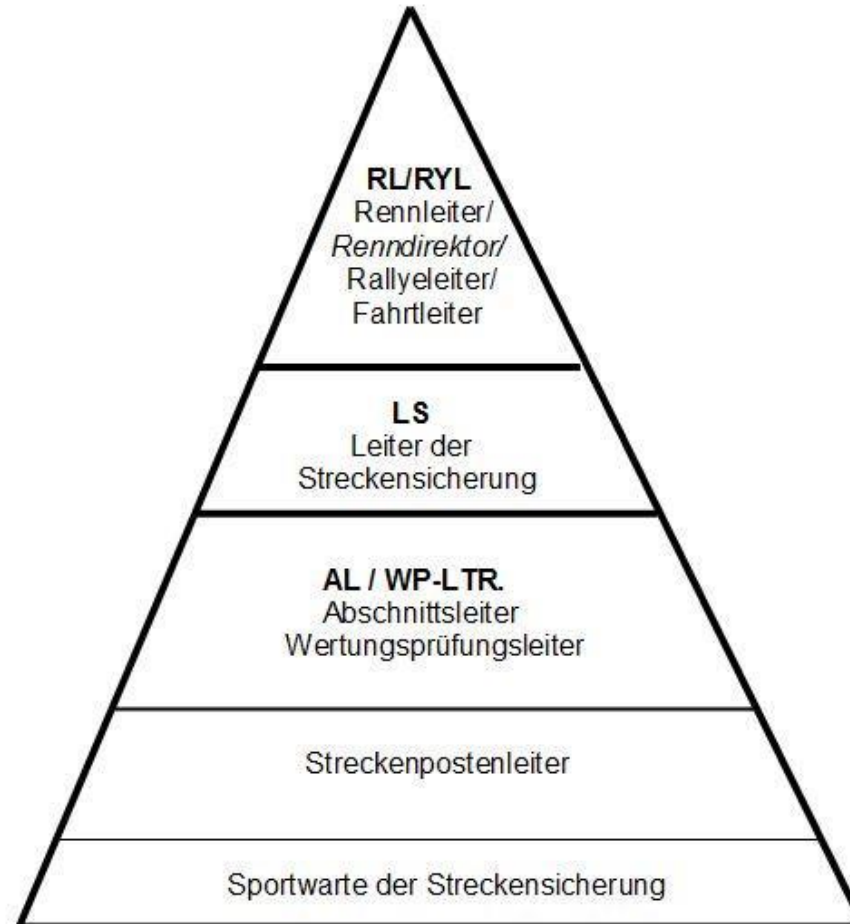 RL/RYL
Rennleiter/
Renndirektor/
Rallyeleiter/
Fahrtleiter
LS
Leiter der
Streckensicherung
AL / WP-LTR.
Abschnittsleiter
Wertungsprüfungsleiter
Streckenpostenleiter
Sportwarte der Streckensicherung